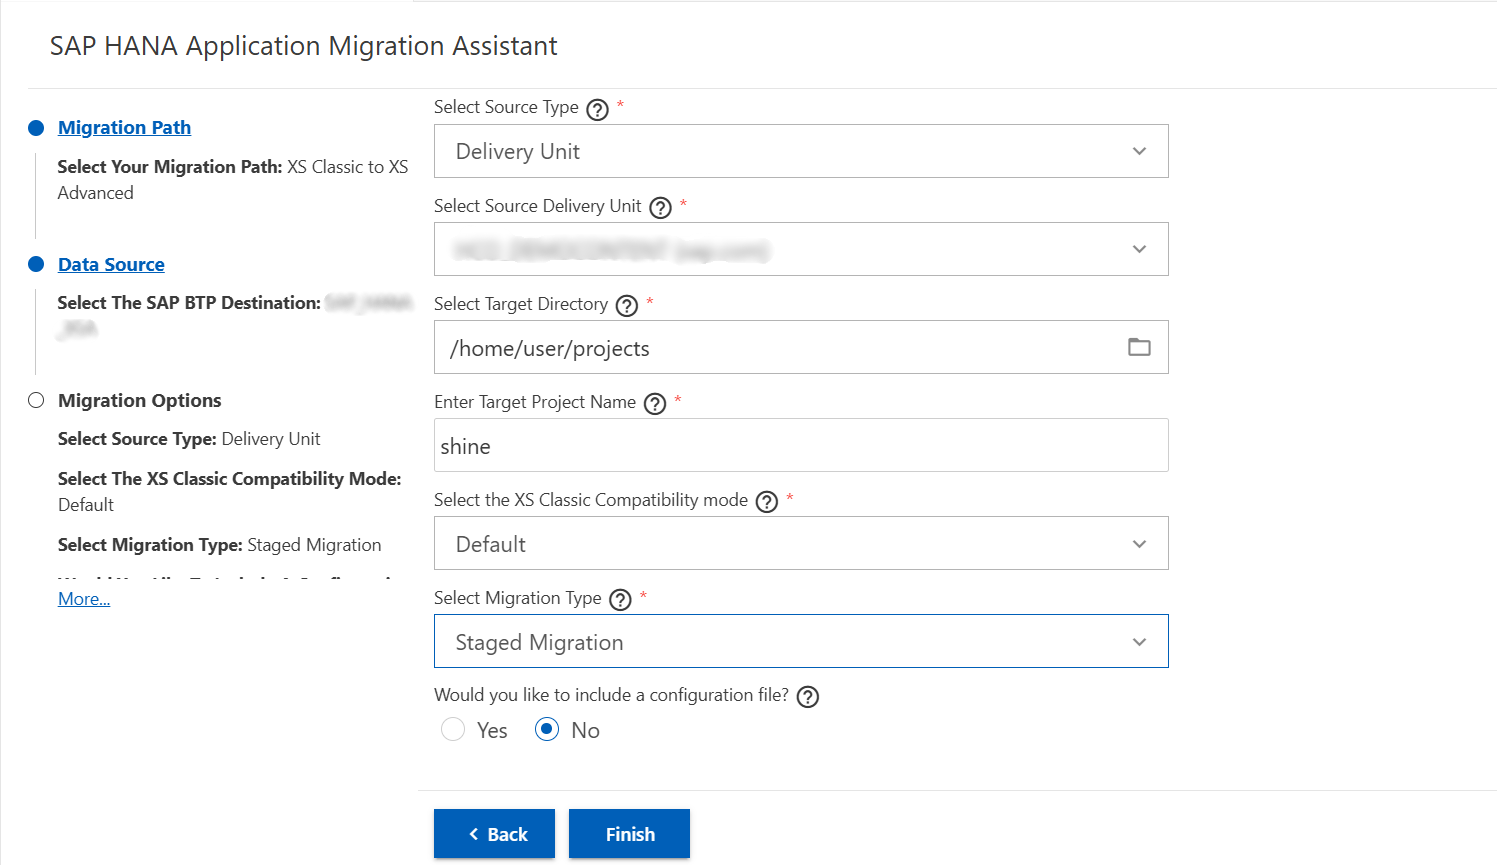 SAP HANA Application Migration Assistant
Migration Path
Select Your Migration Path: XS Classic to XS
Advanced
Data Source
Select The SAP BTP Destination:
Migration Options
Select Source Type: Delivery Unit
Select The XS Classic Compatibility Mode:
Default
Select Migration Type: Staged Migration
More...
Select Source Type *
Delivery Unit
Select Source Delivery Unit *
Select Target Directory *
/home/user/projects
Enter Target Project Name *
shine
Select the XS Classic Compatibility mode *
Default
Select Migration Type *
Staged Migration
Would you like to include a configuration file?
Yes No
Back Finish